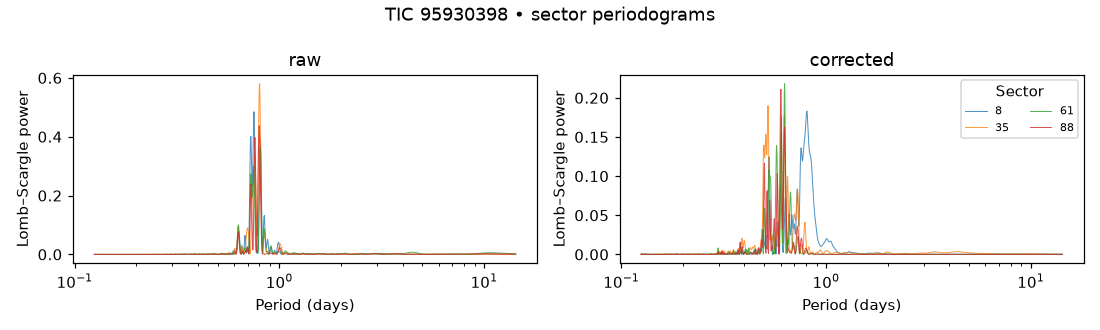 TIC 95930398 • sector periodograms
raw
corrected
Lomb–Scargle power
0.6
0.4
0.2
0.0
10⁻¹
10⁰
10¹
Period (days)
Lomb–Scargle power
0.20
0.15
0.10
0.05
0.00
10⁻¹
10⁰
10¹
Period (days)
Sector
8 61
35 88